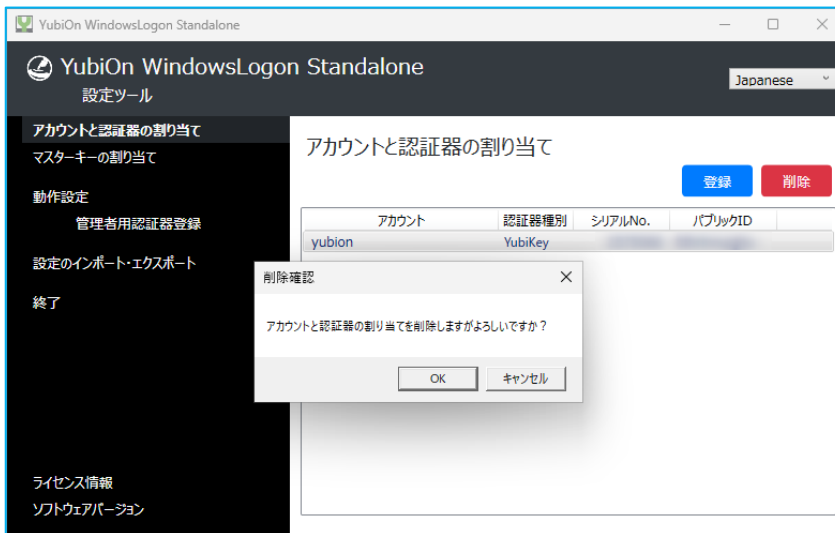 YubiOn WindowsLogon Standalone
YubiOn WindowsLogon Standalone
設定ツール
Japanese
アカウントと認証器の割り当て
マスターキーの割り当て
動作設定
管理者用認証器登録
設定のインポート・エクスポート
終了
ライセンス情報
ソフトウェアバージョン
アカウントと認証器の割り当て
登録 削除
アカウント 認証器種別 シリアルNo. パブリックID
yubion YubiKey
削除確認
アカウントと認証器の割り当てを削除しますがよろしいですか？
OK キャンセル